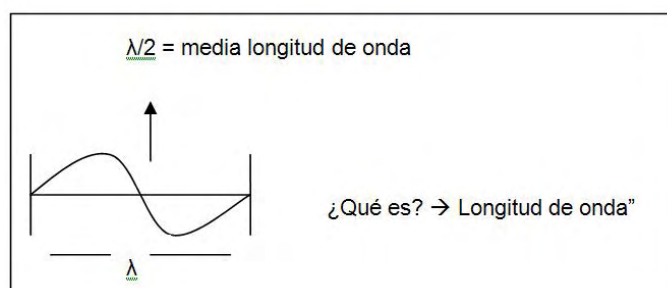 λ/2 = media longitud de onda
¿Qué es? → Longitud de onda”
λ